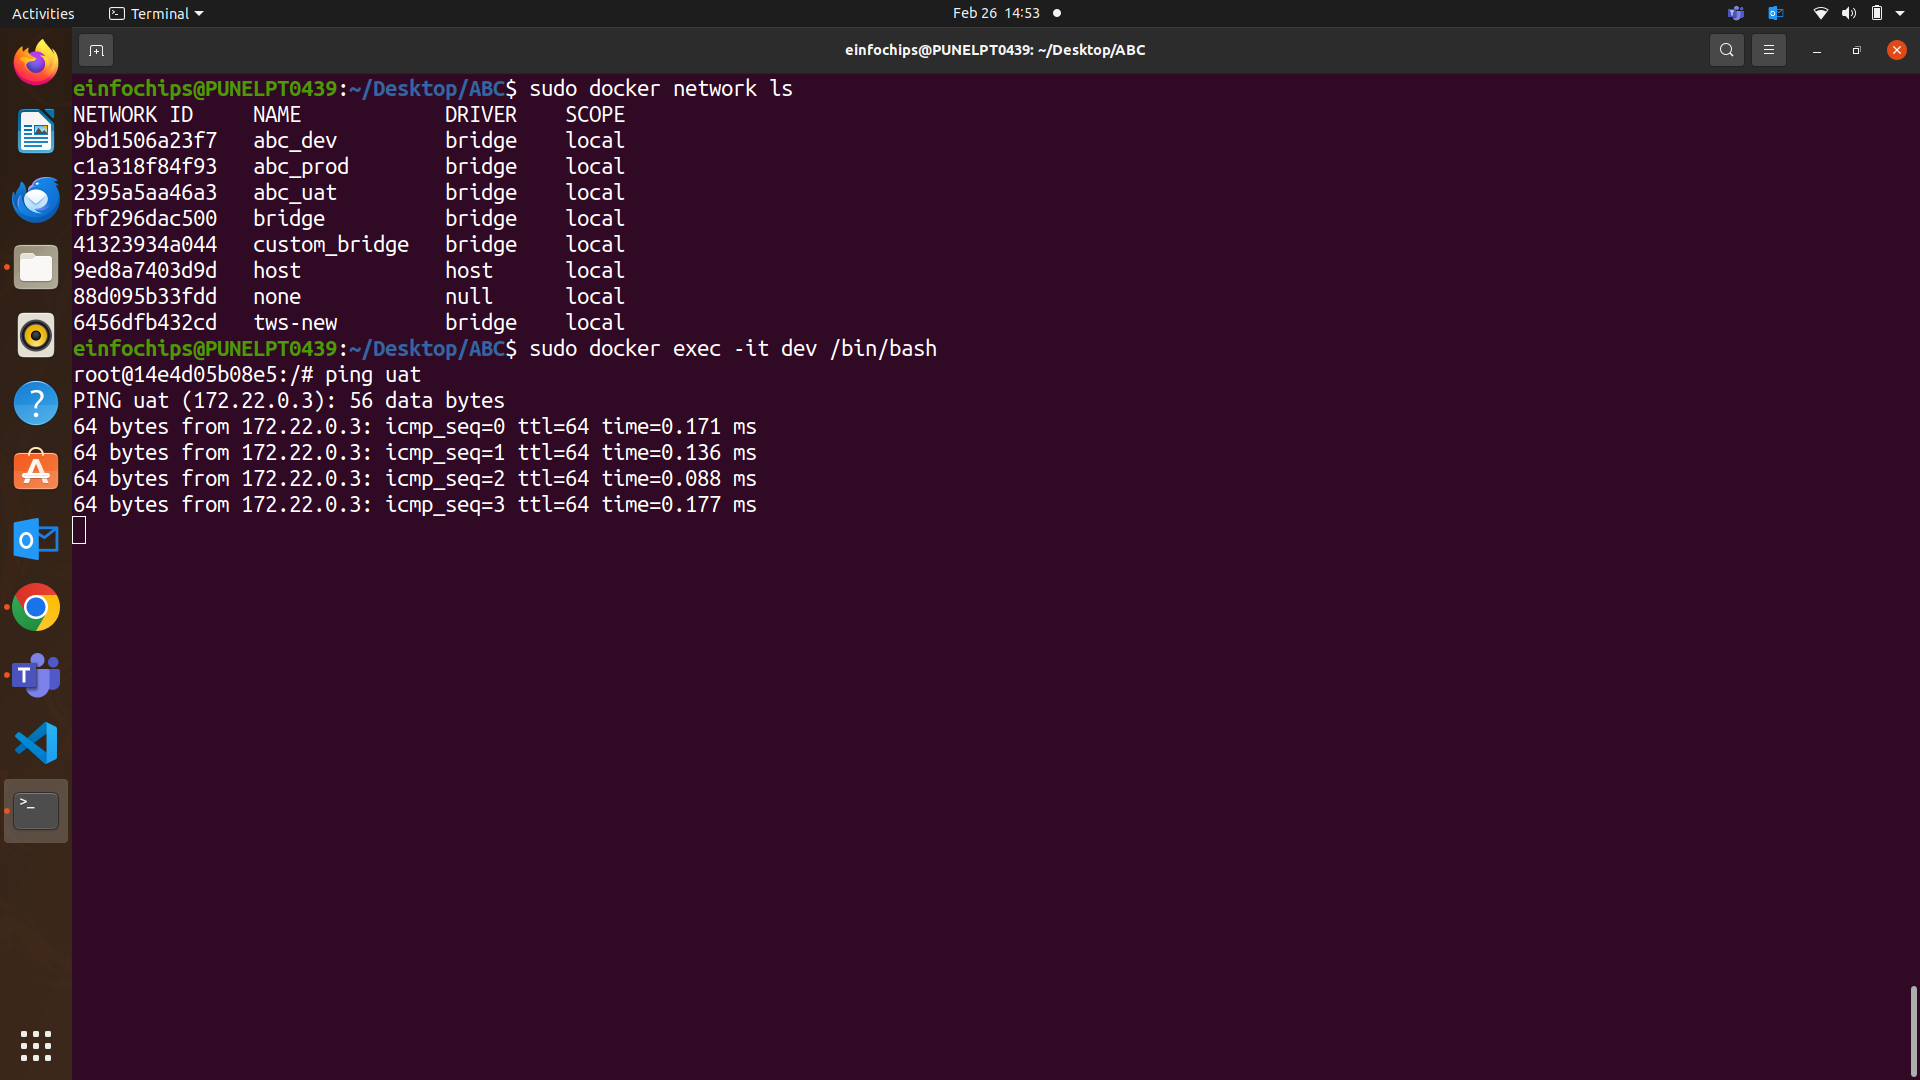 Activities
Terminal
Feb 26 14:53
einfochips@PUNELPT0439: ~/Desktop/ABC
einfochips@PUNELPT0439:~/Desktop/ABC$ sudo docker network ls
NETWORK ID     NAME            DRIVER    SCOPE
9bd1506a23f7   abc_dev         bridge    local
c1a318f84f93   abc_prod        bridge    local
2395a5aa46a3   abc_uat         bridge    local
fbf296dac500   bridge          bridge    local
41323934a044   custom_bridge   bridge    local
9ed8a7403d9d   host            host      local
88d095b33fdd   none            null      local
6456dfb432cd   tws-new         bridge    local
einfochips@PUNELPT0439:~/Desktop/ABC$ sudo docker exec -it dev /bin/bash
root@14e4d05b08e5:/# ping uat
PING uat (172.22.0.3): 56 data bytes
64 bytes from 172.22.0.3: icmp_seq=0 ttl=64 time=0.171 ms
64 bytes from 172.22.0.3: icmp_seq=1 ttl=64 time=0.136 ms
64 bytes from 172.22.0.3: icmp_seq=2 ttl=64 time=0.088 ms
64 bytes from 172.22.0.3: icmp_seq=3 ttl=64 time=0.177 ms